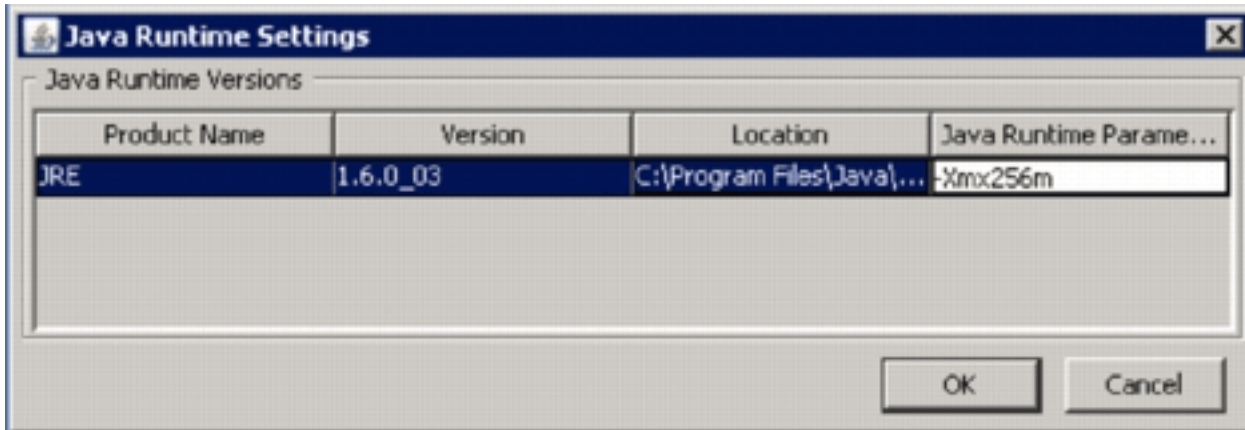 Java Runtime Settings
Java Runtime Versions
Product Name Version Location Java Runtime Parame...
JRE 1.6.0_03 C:\Program Files\Java\... -Xmx256m
OK Cancel